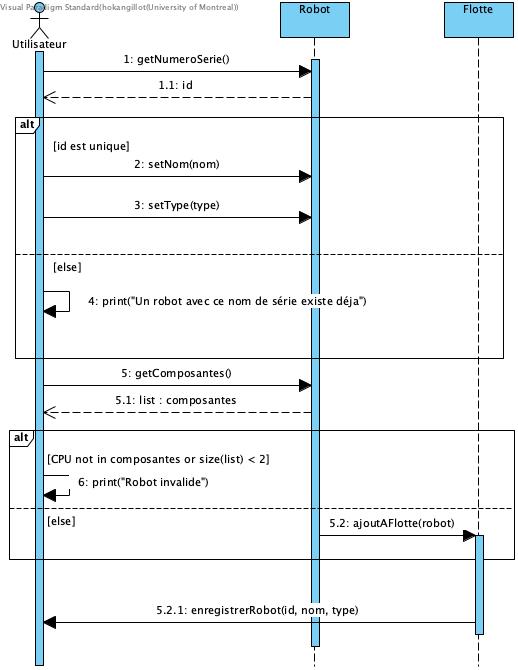 Visual Paradigm Standard(hokangillot(University of Montreal))
Robot
Flotte
Utilisateur
1: getNumeroSerie()
1.1: id
alt
[id est unique]
2: setNom(nom)
3: setType(type)
[else]
4: print("Un robot avec ce nom de série existe déja")
5: getComposantes()
5.1: list : composantes
alt
[CPU not in composantes or size(list) < 2]
6: print("Robot invalide")
[else]
5.2: ajoutAFlotte(robot)
5.2.1: enregistrerRobot(id, nom, type)